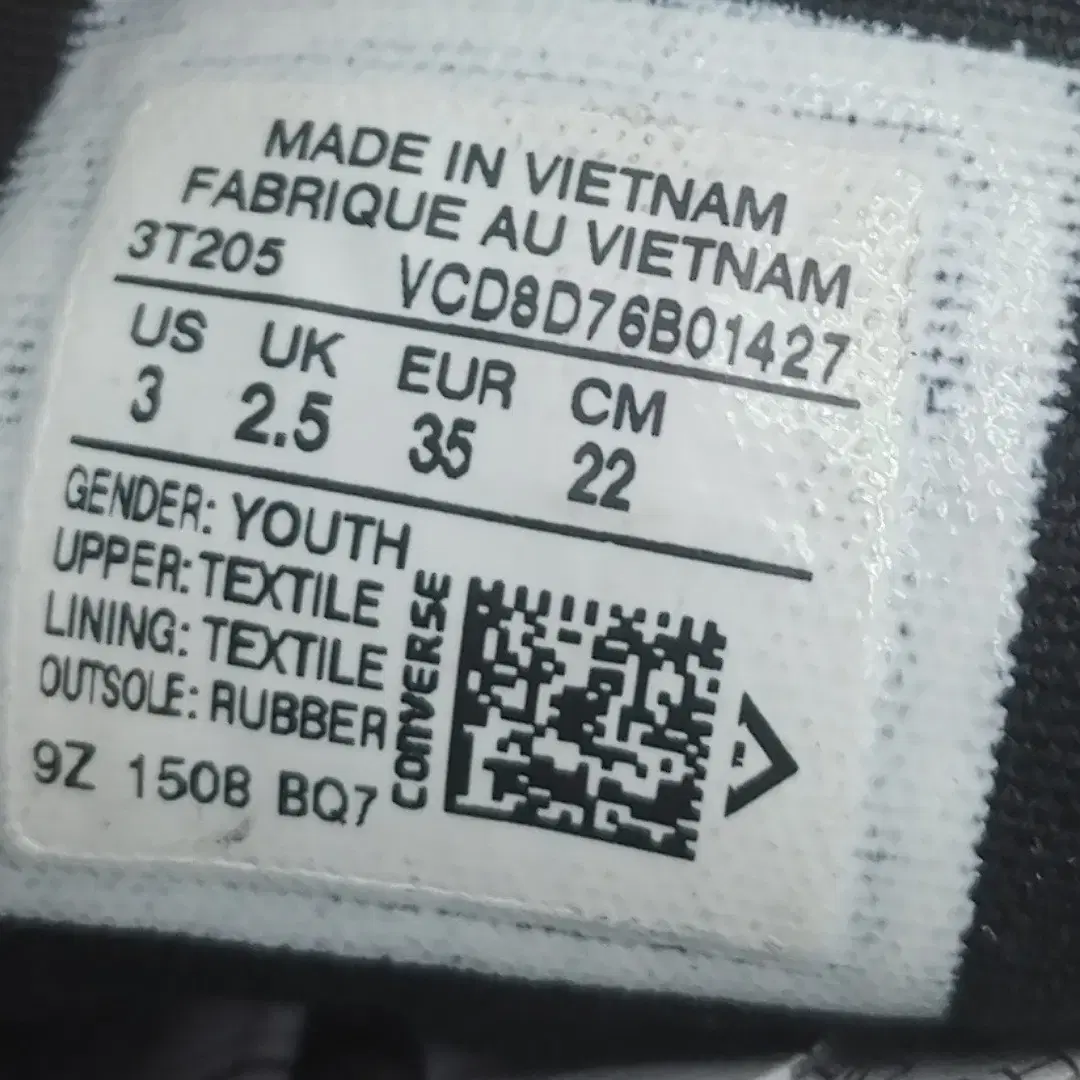 MADE IN VIETNAM
FABRIQUE AU VIETNAM
3T205 VCD8D76B01427
US UK EUR CM
3 2.5 35 22
GENDER: YOUTH
UPPER: TEXTILE
LINING: TEXTILE
OUTSOLE: RUBBER
9Z 1508 BQ7
CONVERSE